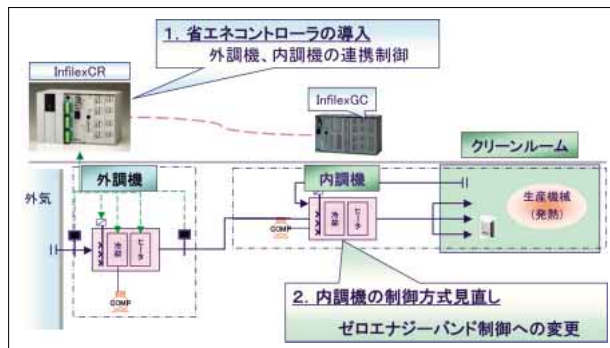 1. 省エネコントローラの導入
外調機、内調機の連携制御
InfilexCR
InfilexGC
クリーンルーム
外調機
内調機
外気
生産機械
(発熱)
冷却
ヒータ
冷却
ヒータ
COMP
COMP
2. 内調機の制御方式見直し
ゼロエナジーバンド制御への変更